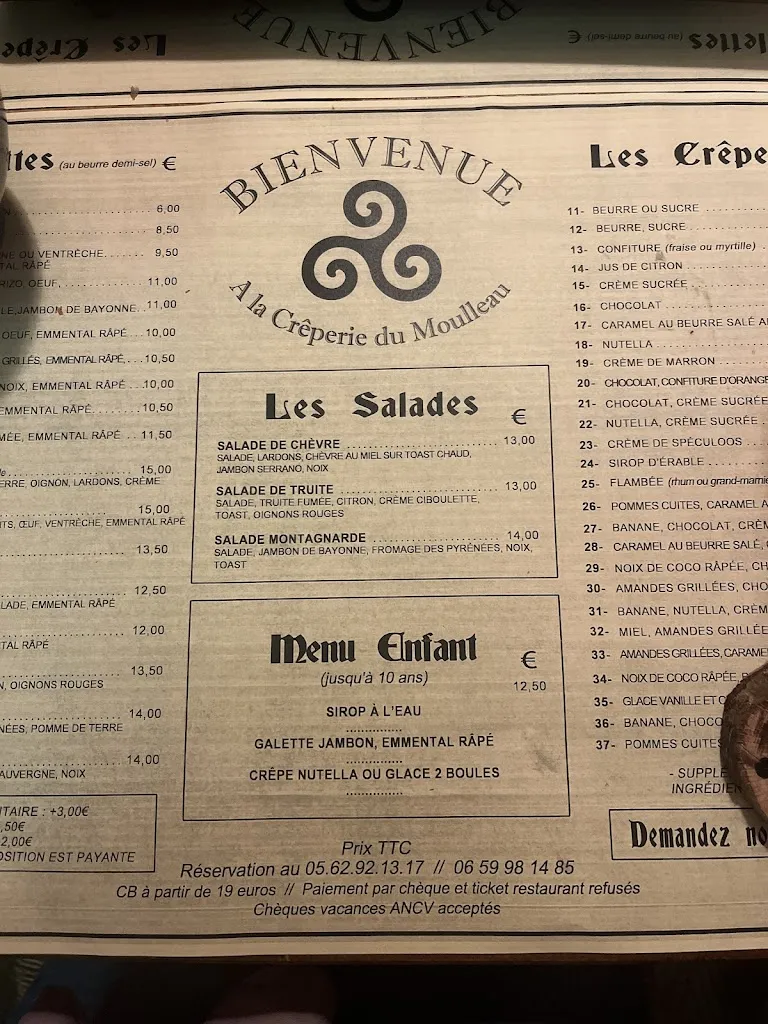 BIENVENUE
Les Crêpe
lettes (au beurre demi-sel) €
ttes (au beurre demi-sel) €
6,00
8,50
NE OU VENTRÈCHE 9,50
TAL RÂPÉ
RIZO, OEUF, 11,00
LE, JAMBON DE BAYONNE. 11,00
OEUF, EMMENTAL RÂPÉ ... 10,00
GRILLÉS, EMMENTAL RÂPÉ, ... 10,50
NOIX, EMMENTAL RÂPÉ ... 10,00
EMMENTAL RÂPÉ 10,50
MÉE, EMMENTAL RÂPÉ .. 11,50
15,00
ERRE, OIGNON, LARDONS, CRÈME
15,00
ITS, ŒUF, VENTRÈCHE, EMMENTAL RÂPÉ
13,50
12,50
LADE, EMMENTAL RÂPÉ
12,00
TAL RÂPÉ
13,50
N, OIGNONS ROUGES
14,00
NÉES, POMME DE TERRE
14,00
AUVERGNE, NOIX
TAIRE : +3,00€
,50€
2,00€
OSITION EST PAYANTE
BIENVENUE
A la Crêperie du Moulleau
Les Salades €
SALADE DE CHÈVRE 13,00
SALADE, LARDONS, CHÈVRE AU MIEL SUR TOAST CHAUD,
JAMBON SERRANO, NOIX
SALADE DE TRUITE 13,00
SALADE, TRUITE FUMÉE, CITRON, CRÈME CIBOULETTE,
TOAST, OIGNONS ROUGES
SALADE MONTAGNARDE 14,00
SALADE, JAMBON DE BAYONNE, FROMAGE DES PYRÉNÉES, NOIX,
TOAST
Menu Enfant €
(jusqu'à 10 ans)
12,50
SIROP À L'EAU
GALETTE JAMBON, EMMENTAL RÂPÉ
CRÊPE NUTELLA OU GLACE 2 BOULES
Les Crêpe
11- BEURRE OU SUCRE
12- BEURRE, SUCRE
13- CONFITURE (fraise ou myrtille)
14- JUS DE CITRON
15- CRÈME SUCRÉE
16- CHOCOLAT
17- CARAMEL AU BEURRE SALÉ A
18- NUTELLA
19- CRÈME DE MARRON
20- CHOCOLAT, CONFITURE D'ORANGE
21- CHOCOLAT, CRÈME SUCRÉE
22- NUTELLA, CRÈME SUCRÉE
23- CRÈME DE SPÉCULOOS
24- SIROP D'ÉRABLE
25- FLAMBÉE (rhum ou grand-marnie
26- POMMES CUITES, CARAMEL A
27- BANANE, CHOCOLAT, CRÈM
28- CARAMEL AU BEURRE SALÉ,
29- NOIX DE COCO RÂPÉE, CH
30- AMANDES GRILLÉES, CHO
31- BANANE, NUTELLA, CRÈM
32- MIEL, AMANDES GRILLÉE
33- AMANDES GRILLÉES, CARAME
34- NOIX DE COCO RÂPÉE,
35- GLACE VANILLE ET C
36- BANANE, CHOCO
37- POMMES CUITES
- SUPPLÉ
INGRÉDIEN
Demandez no
Prix TTC
Réservation au 05.62.92.13.17 // 06 59 98 14 85
CB à partir de 19 euros // Paiement par chèque et ticket restaurant refusés
Chèques vacances ANCV acceptés